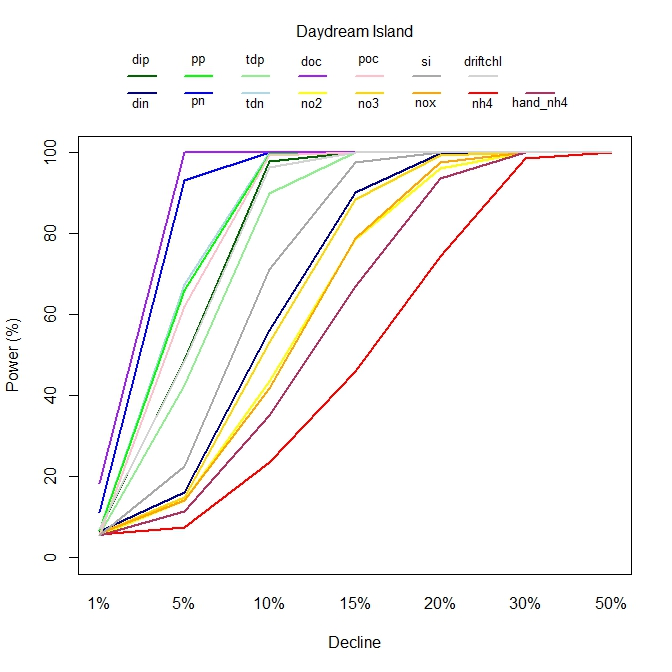 Daydream Island
dip pp tdp doc poc si driftchl
din pn tdn no2 no3 nox nh4 hand_nh4
Power (%)
100
80
60
40
20
0
1% 5% 10% 15% 20% 30% 50%
Decline